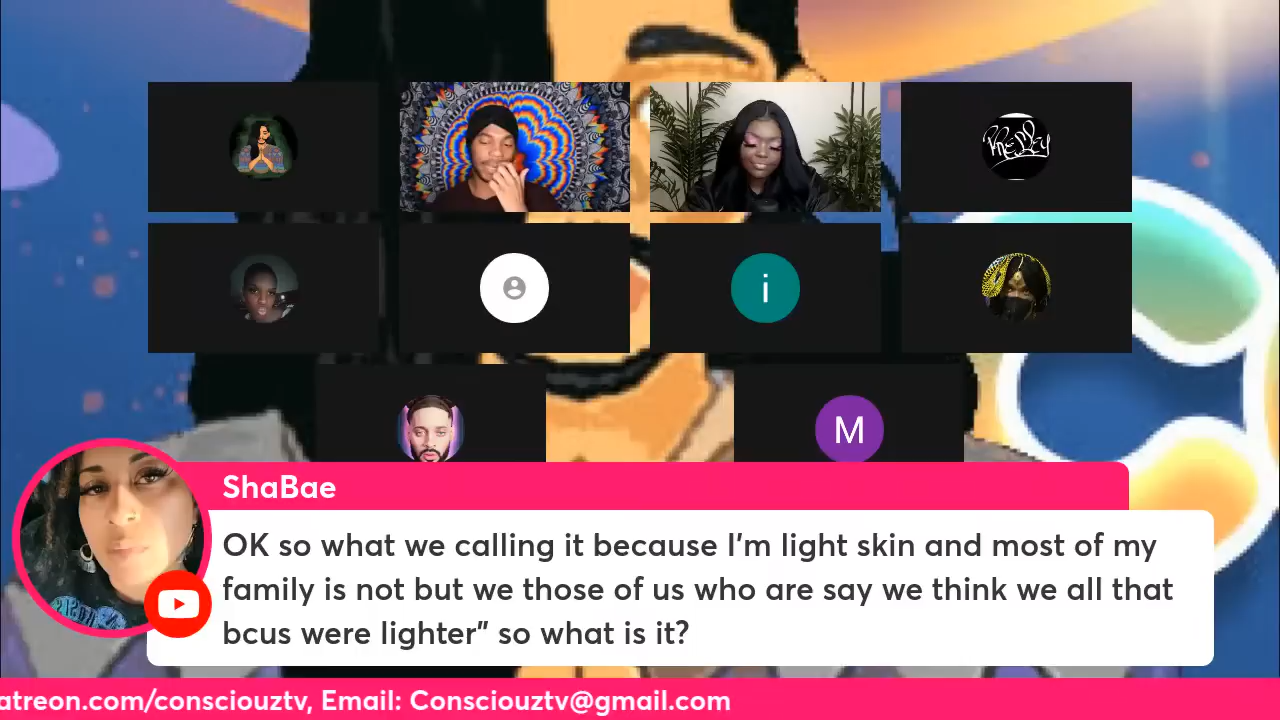 KRESLEY
i
M
ShaBae
OK so what we calling it because I'm light skin and most of my
family is not but we those of us who are say we think we all that
bcus were lighter” so what is it?
atreon.com/consciouztv, Email: Consciouztv@gmail.com